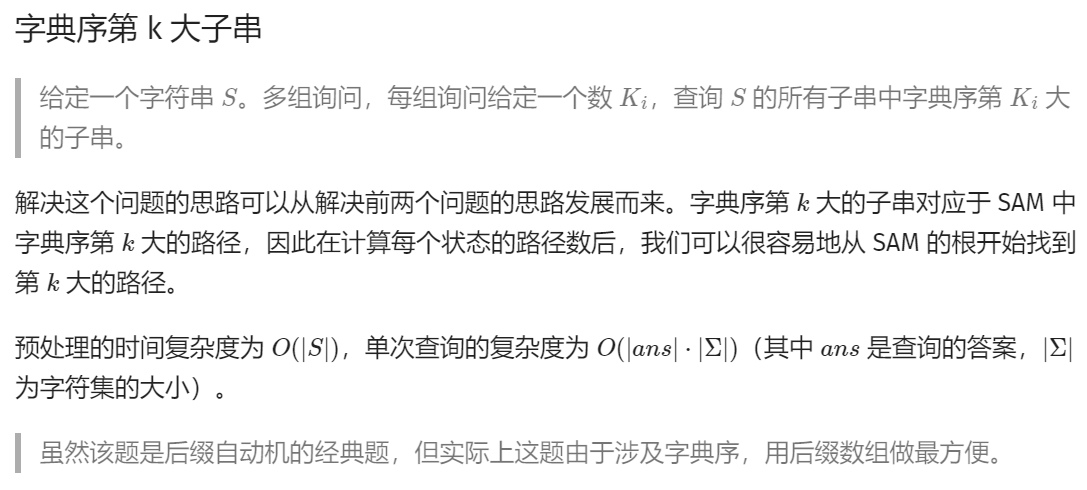 字典序第 k 大子串
给定一个字符串 S。多组询问，每组询问给定一个数 Kᵢ，查询 S 的所有子串中字典序第 Kᵢ 大
的子串。
解决这个问题的思路可以从解决前两个问题的思路发展而来。字典序第 k 大的子串对应于 SAM 中
字典序第 k 大的路径，因此在计算每个状态的路径数后，我们可以很容易地从 SAM 的根开始找到
第 k 大的路径。
预处理的时间复杂度为 O(|S|)，单次查询的复杂度为 O(|ans| · |Σ|)（其中 ans 是查询的答案，|Σ|
为字符集的大小）。
虽然该题是后缀自动机的经典题，但实际上这题由于涉及字典序，用后缀数组做最方便。